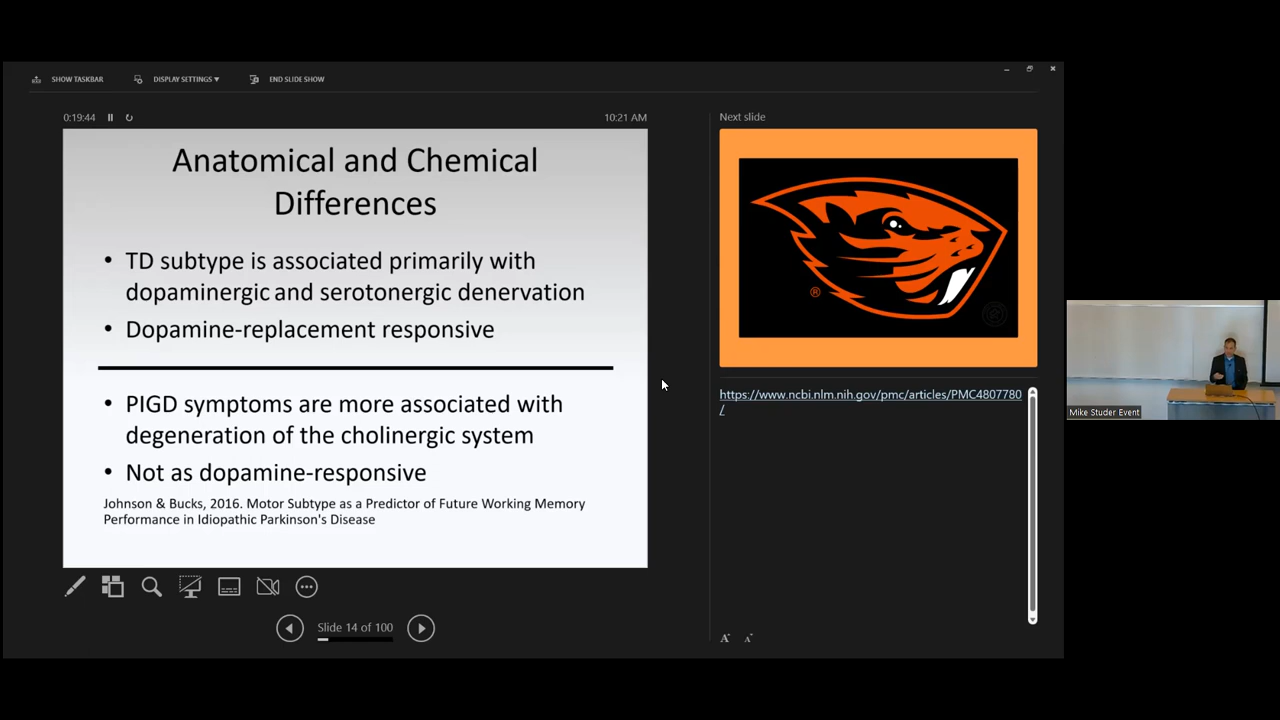 SHOW TASKBAR
DISPLAY SETTINGS ▾
END SLIDE SHOW
0:19:44
10:21 AM
Anatomical and Chemical
Differences
• TD subtype is associated primarily with
dopaminergic and serotonergic denervation
• Dopamine-replacement responsive
• PIGD symptoms are more associated with
degeneration of the cholinergic system
• Not as dopamine-responsive
Johnson & Bucks, 2016. Motor Subtype as a Predictor of Future Working Memory
Performance in Idiopathic Parkinson's Disease
Slide 14 of 100
Next slide
®
https://www.ncbi.nlm.nih.gov/pmc/articles/PMC4807780
/
A A
Mike Studer Event